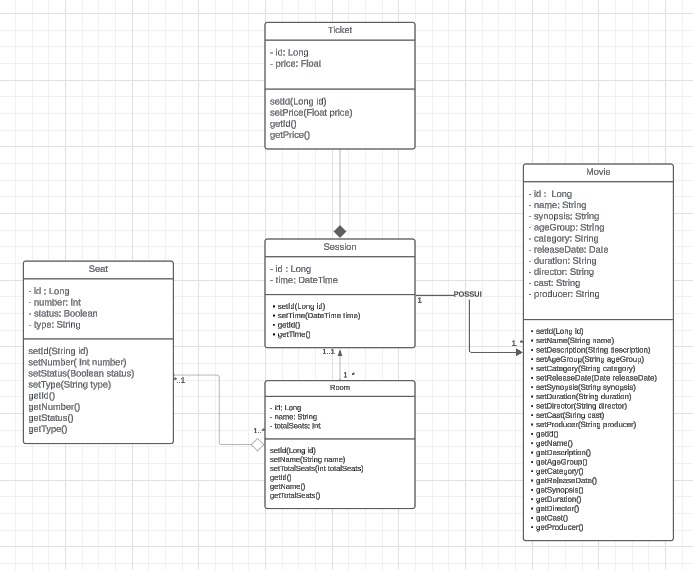 Ticket
- id: Long
- price: Float
setId(Long id)
setPrice(Float price)
getId()
getPrice()
Movie
- id : Long
- name: String
- synopsis: String
- ageGroup: String
- category: String
- releaseDate: Date
- duration: String
- director: String
- cast: String
- producer: String
• setId(Long id)
• setName(String name)
• setDescription(String description)
• setAgeGroup(String ageGroup)
• setCategory(String category)
• setReleaseDate(Date releaseDate)
• setSynopsis(String synopsis)
• setDuration(String duration)
• setDirector(String director)
• setCast(String cast)
• setProducer(String producer)
• getId()
• getName()
• getDescription()
• getAgeGroup()
• getCategory()
• getReleaseDate()
• getSynopsis()
• getDuration()
• getDirector()
• getCast()
• getProducer()
Session
- id : Long
- time: DateTime
• setId(Long id)
• setTime(DateTime time)
• getId()
• getTime()
1
POSSUI
1..*
Seat
- id : Long
- number: Int
- status: Boolean
- type: String
setId(String id)
setNumber( Int number)
setStatus(Boolean status)
setType(String type)
getId()
getNumber()
getStatus()
getType()
*..1
1..*
1..1
1 *
Room
- id: Long
- name: String
- totalSeats: Int
setId(Long id)
setName(String name)
setTotalSeats(Int totalSeats)
getId()
getName()
getTotalSeats()